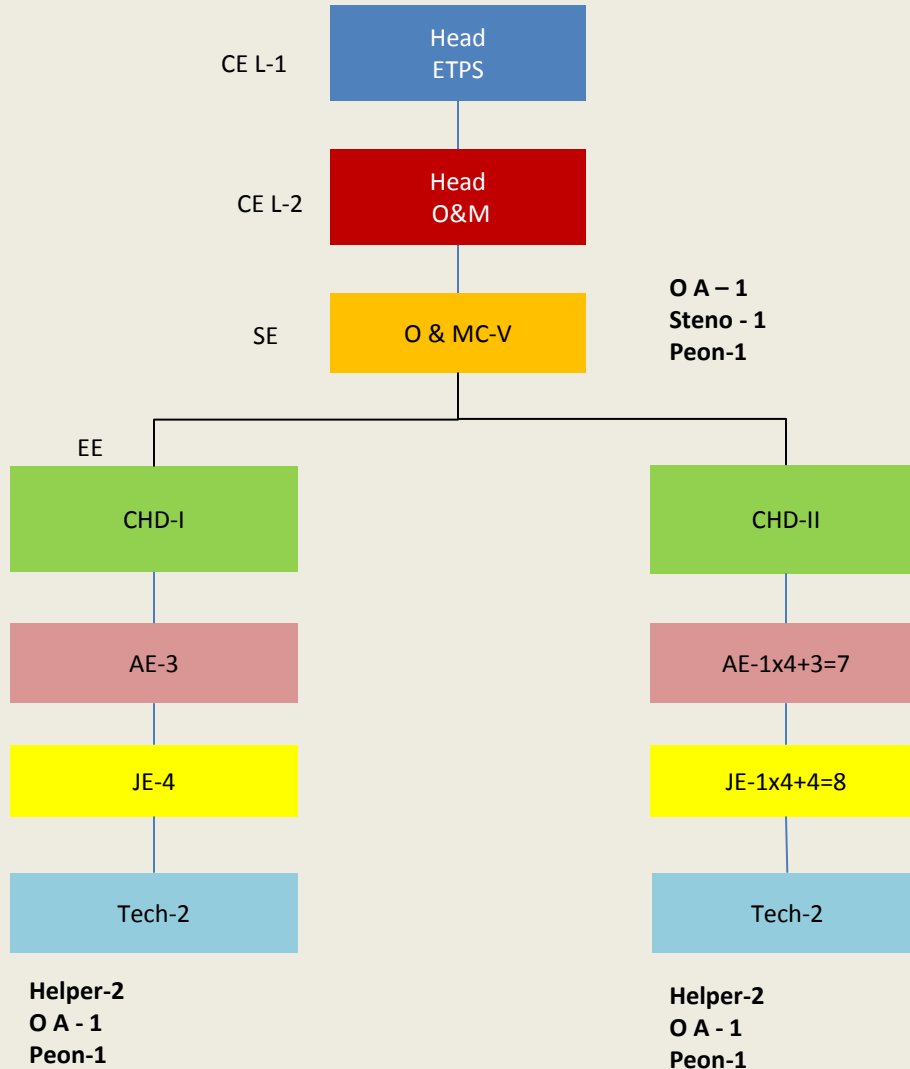 CE L-1
Head
ETPS
CE L-2
Head
O&M
SE
O & MC-V
O A – 1
Steno - 1
Peon-1
EE
CHD-I
CHD-II
AE-3
AE-1x4+3=7
JE-4
JE-1x4+4=8
Tech-2
Tech-2
Helper-2
O A - 1
Peon-1
Helper-2
O A - 1
Peon-1